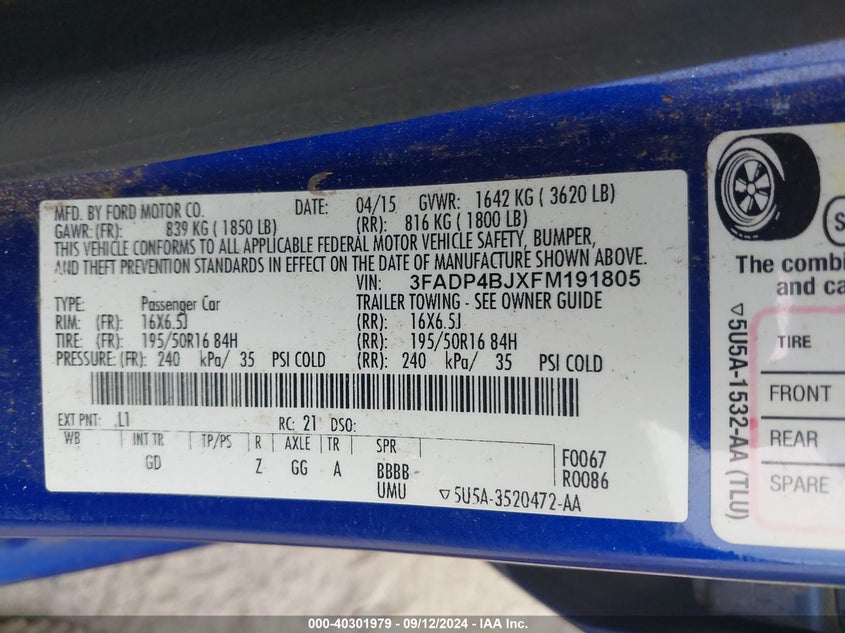 MFD. BY FORD MOTOR CO. DATE: 04/15 GVWR: 1642 KG ( 3620 LB)
GAWR: (FR): 839 KG ( 1850 LB) (RR): 816 KG ( 1800 LB)
THIS VEHICLE CONFORMS TO ALL APPLICABLE FEDERAL MOTOR VEHICLE SAFETY, BUMPER,
AND THEFT PREVENTION STANDARDS IN EFFECT ON THE DATE OF MANUFACTURE SHOWN ABOVE.
VIN: 3FADP4BJXFM191805
TYPE: Passenger Car TRAILER TOWING - SEE OWNER GUIDE
RIM: (FR): 16X6.5J (RR): 16X6.5J
TIRE: (FR): 195/50R16 84H (RR): 195/50R16 84H
PRESSURE: (FR): 240 kPa/ 35 PSI COLD (RR): 240 kPa/ 35 PSI COLD
EXT PNT: L1 RC: 21 DSO:
WB INT TR TP/PS R AXLE TR SPR
GD Z GG A BBBB F0067
UMU R0086
▽5U5A-3520472-AA
S
The combi
and ca
▽5U5A-1532-AA (TLU)
TIRE
FRONT
REAR
SPARE
000-40301979 - 09/12/2024 - IAA Inc.